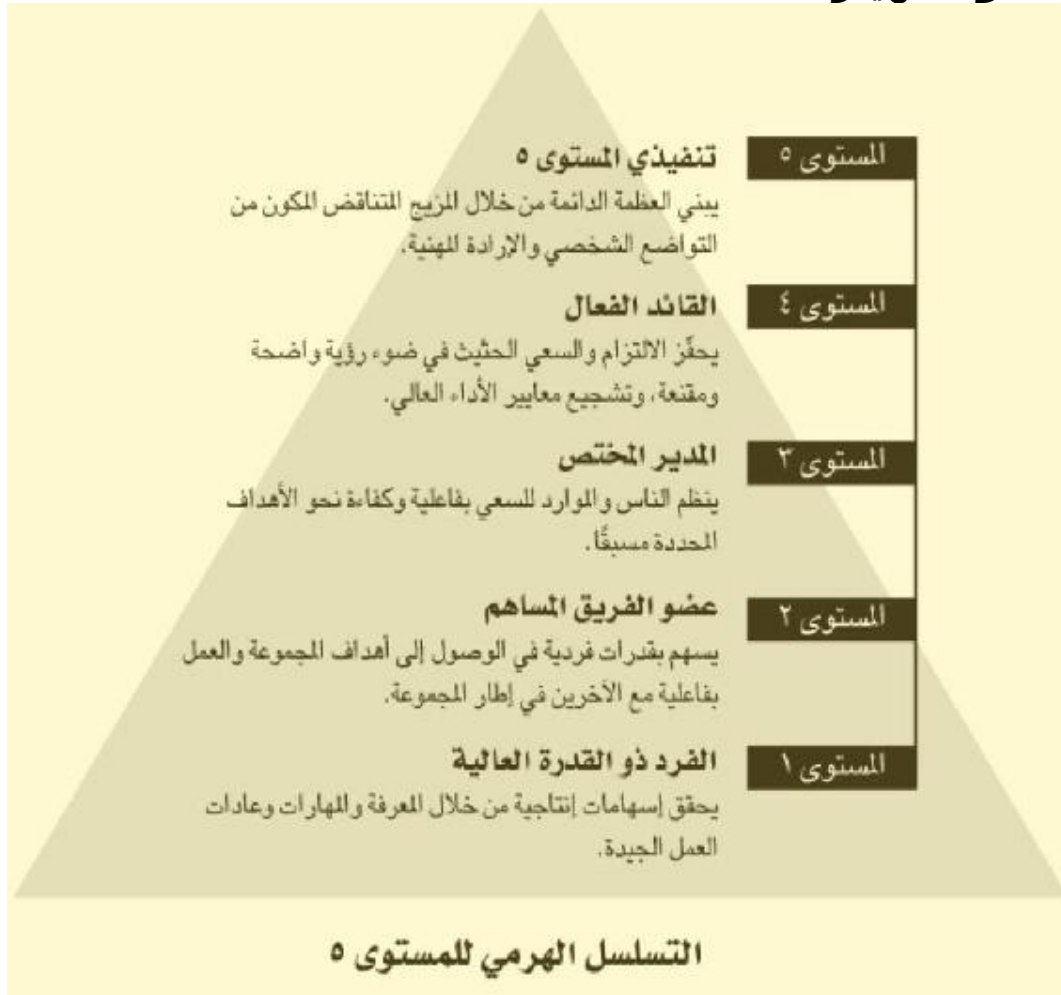 المستوى ٥
تنفيذي المستوى ٥
يبني العظمة الدائمة من خلال المزيج المتناقض المكون من
التواضع الشخصي والإرادة المهنية.
المستوى ٤
القائد الفعال
يحفّز الالتزام والسعي الحثيث في ضوء رؤية واضحة
ومقنعة، وتشجيع معايير الأداء العالي.
المستوى ٣
المدير المختص
ينظم الناس والموارد للسعي بفاعلية وكفاءة نحو الأهداف
المحددة مسبقًا.
المستوى ٢
عضو الفريق المساهم
يسهم بقدرات فردية في الوصول إلى أهداف المجموعة والعمل
بفاعلية مع الآخرين في إطار المجموعة.
المستوى ١
الفرد ذو القدرة العالية
يحقق إسهامات إنتاجية من خلال المعرفة والمهارات وعادات
العمل الجيدة.
التسلسل الهرمي للمستوى ٥